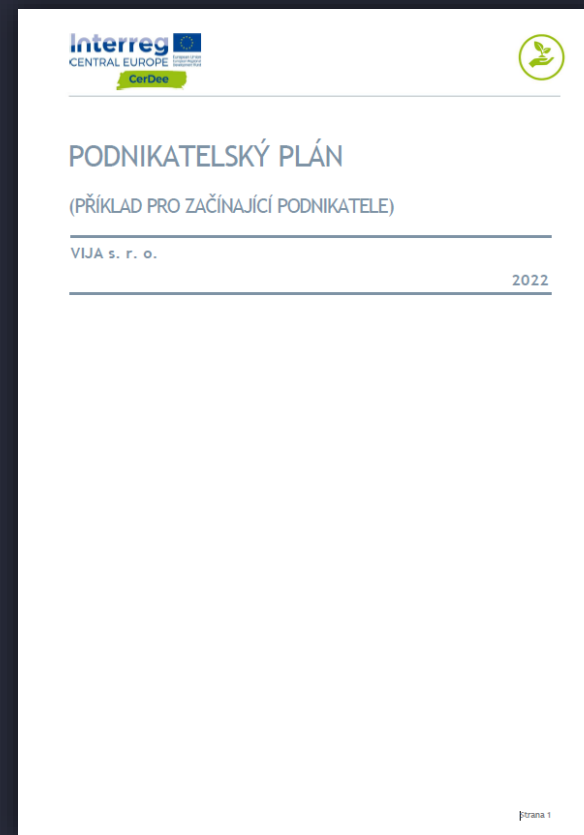 Interreg
CENTRAL EUROPE
CerDee
PODNIKATELSKÝ PLÁN
(PŘÍKLAD PRO ZAČÍNAJÍCÍ PODNIKATELE)
VIJA s. r. o.
2022
Strana 1